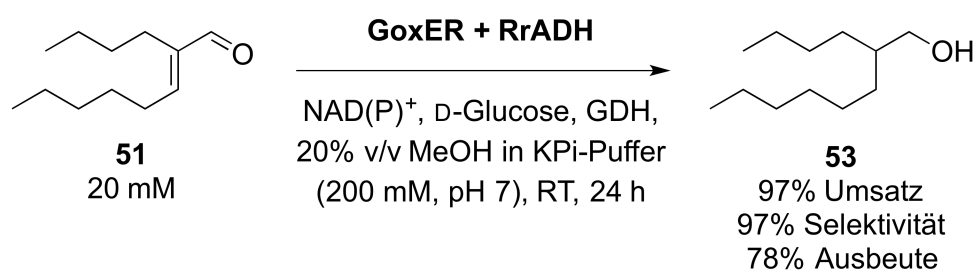 GoxER + RrADH
O
OH
NAD(P)⁺, D-Glucose, GDH,
20% v/v MeOH in KPi-Puffer
(200 mM, pH 7), RT, 24 h
51
20 mM
53
97% Umsatz
97% Selektivität
78% Ausbeute